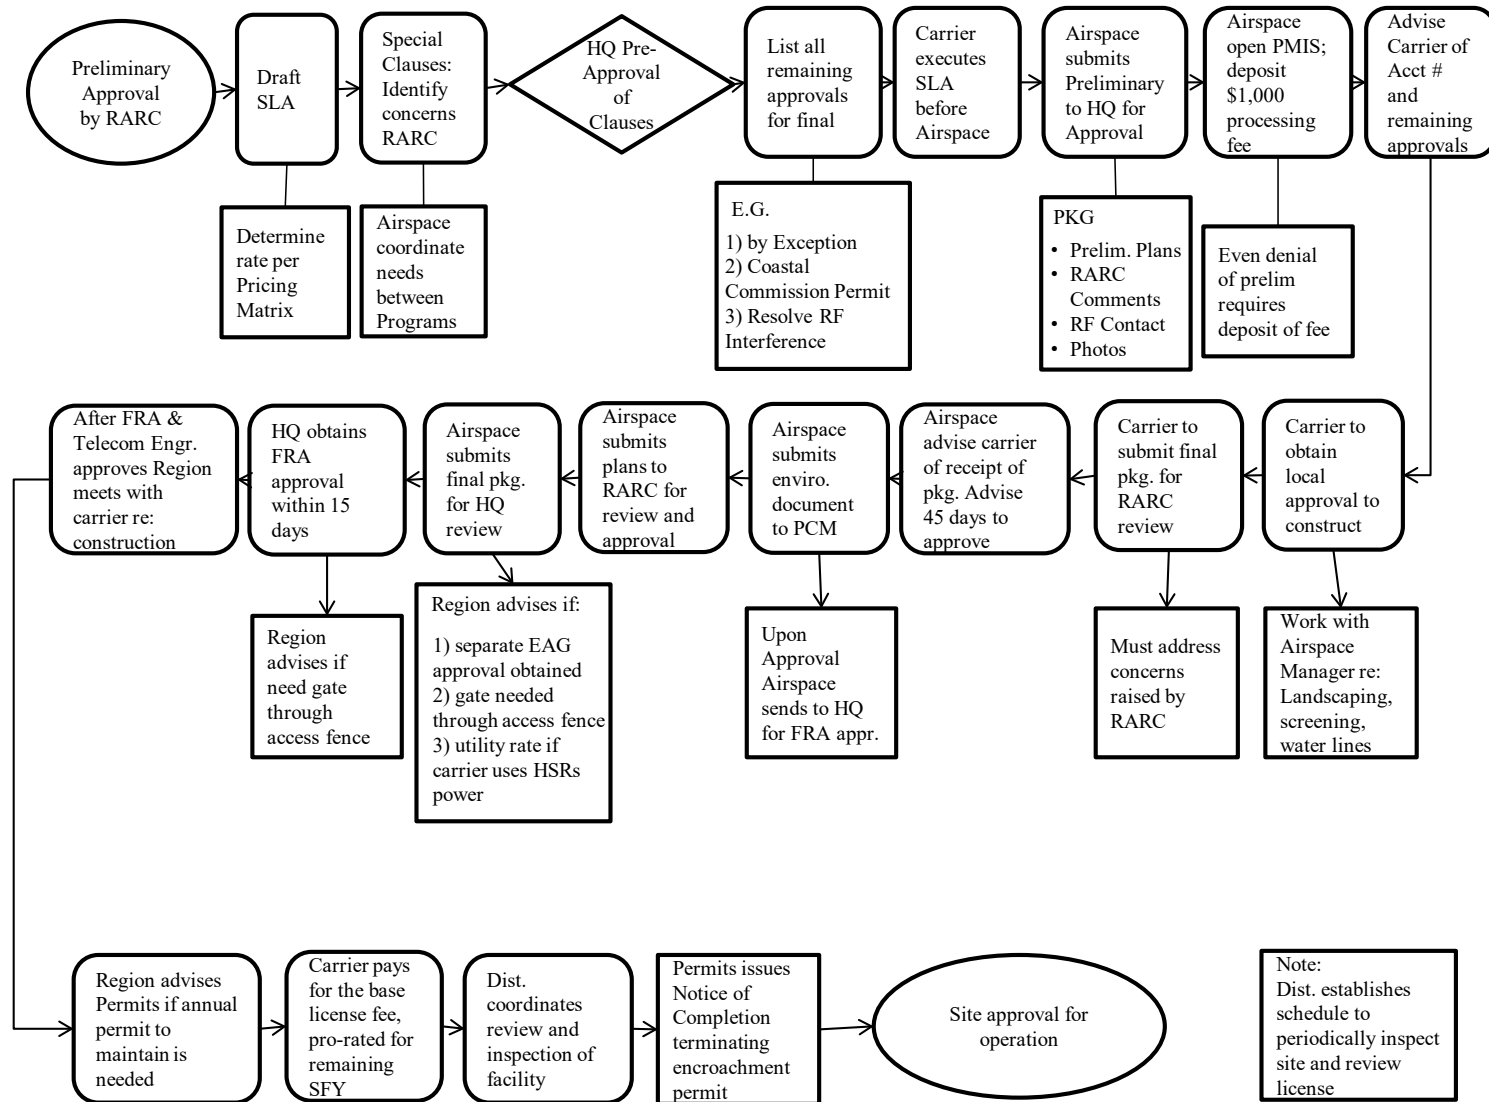 Preliminary
Approval
by RARC
Draft
SLA
Special
Clauses:
Identify
concerns
RARC
HQ Pre-
Approval
of
Clauses
List all
remaining
approvals
for final
Carrier
executes
SLA
before
Airspace
Airspace
submits
Preliminary
to HQ for
Approval
Airspace
open PMIS;
deposit
$1,000
processing
fee
Advise
Carrier of
Acct #
and
remaining
approvals
Determine
rate per
Pricing
Matrix
Airspace
coordinate
needs
between
Programs
E.G.
1) by Exception
2) Coastal
Commission Permit
3) Resolve RF
Interference
PKG
• Prelim. Plans
• RARC
Comments
• RF Contact
• Photos
Even denial
of prelim
requires
deposit of fee
After FRA &
Telecom Engr.
approves Region
meets with
carrier re:
construction
HQ obtains
FRA
approval
within 15
days
Airspace
submits
final pkg.
for HQ
review
Airspace
submits
plans to
RARC for
review and
approval
Airspace
submits
enviro.
document
to PCM
Airspace
advise carrier
of receipt of
pkg. Advise
45 days to
approve
Carrier to
submit final
pkg. for
RARC
review
Carrier to
obtain
local
approval to
construct
Region
advises if
need gate
through
access fence
Region advises if:
1) separate EAG
approval obtained
2) gate needed
through access fence
3) utility rate if
carrier uses HSRs
power
Upon
Approval
Airspace
sends to HQ
for FRA appr.
Must address
concerns
raised by
RARC
Work with
Airspace
Manager re:
Landscaping,
screening,
water lines
Region advises
Permits if annual
permit to
maintain is
needed
Carrier pays
for the base
license fee,
pro-rated for
remaining
SFY
Dist.
coordinates
review and
inspection of
facility
Permits issues
Notice of
Completion
terminating
encroachment
permit
Site approval for
operation
Note:
Dist. establishes
schedule to
periodically inspect
site and review
license